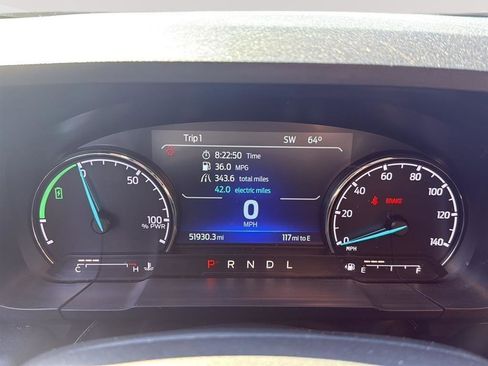 Trip 1 SW 64°
8:22:50 Time
36.0 MPG
343.6 total miles
42.0 electric miles
0
MPH
51930.3 mi 117 mi to E
0 50 100
% PWR
C H
P R N D L
0 20 40 60 80 100 120 140
MPH
BRAKE
E F